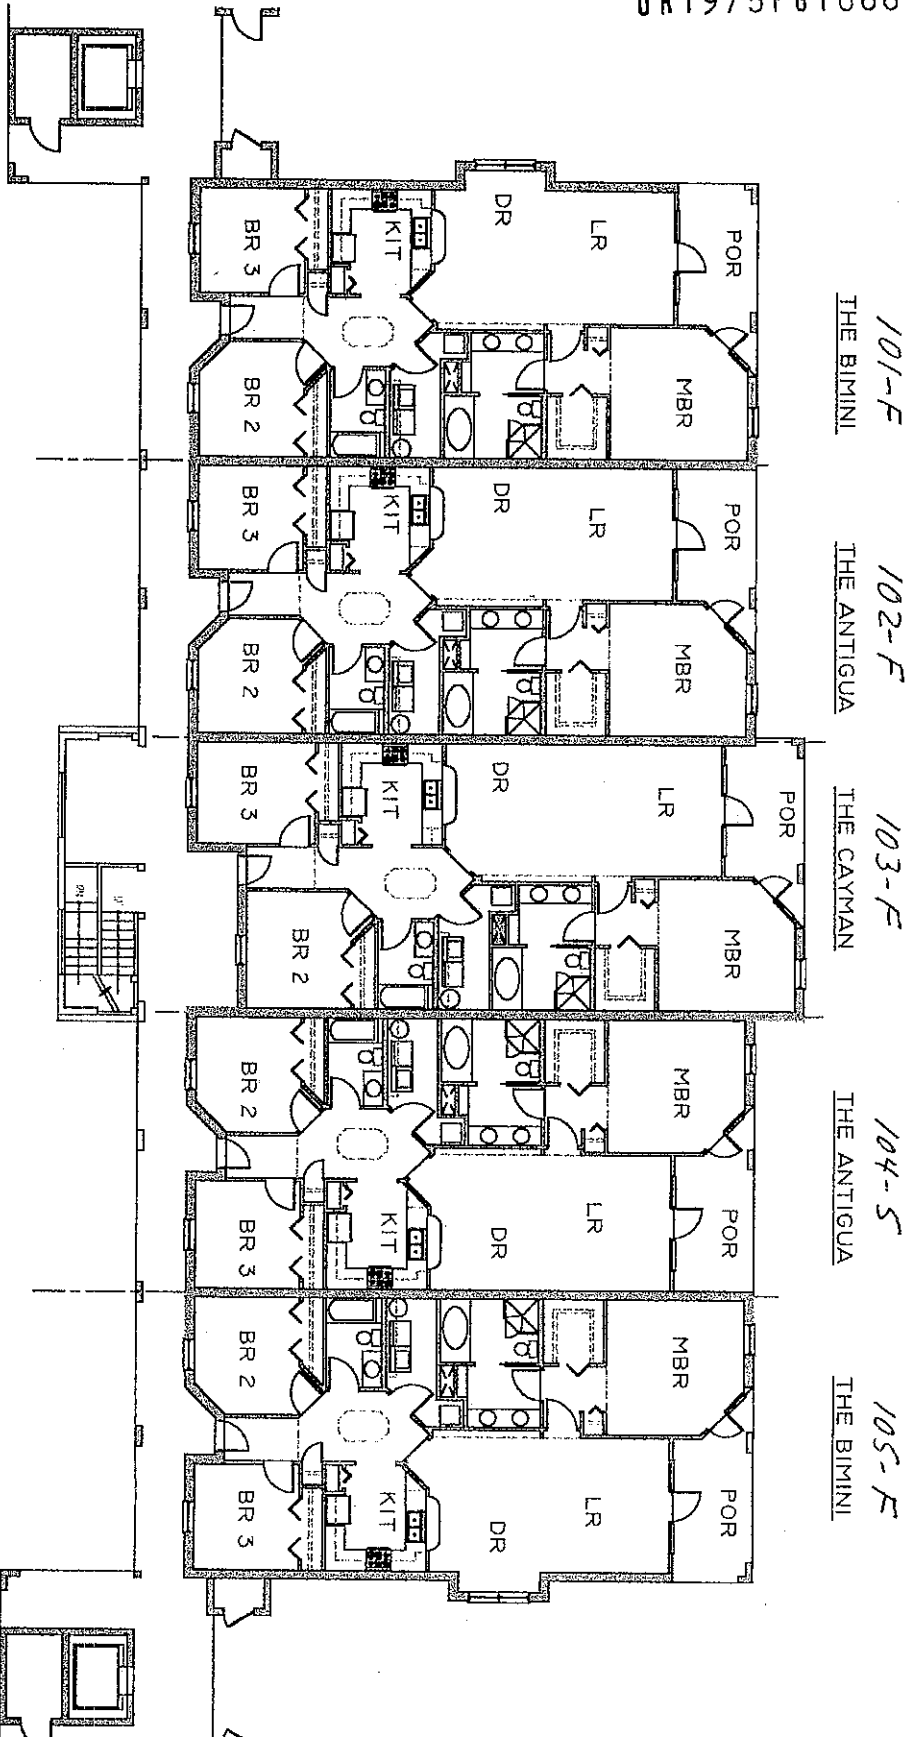 101-F
THE BIMINI
102-F
THE ANTIGUA
103-F
THE CAYMAN
104-S
THE ANTIGUA
105-F
THE BIMINI
POR
LR
DR
MBR
KIT
BR 3
BR 2
POR
LR
DR
MBR
KIT
BR 3
BR 2
POR
LR
DR
MBR
KIT
BR 3
BR 2
UP
DN
MBR
POR
LR
DR
KIT
BR 2
BR 3
MBR
POR
LR
DR
KIT
BR 2
BR 3